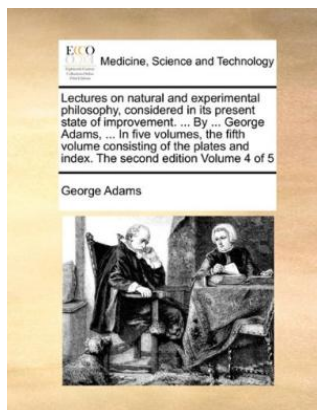 ECCO
Medicine, Science and Technology
Lectures on natural and experimental
philosophy, considered in its present
state of improvement. ... By ... George
Adams, ... In five volumes, the fifth
volume consisting of the plates and
index. The second edition Volume 4 of 5
George Adams